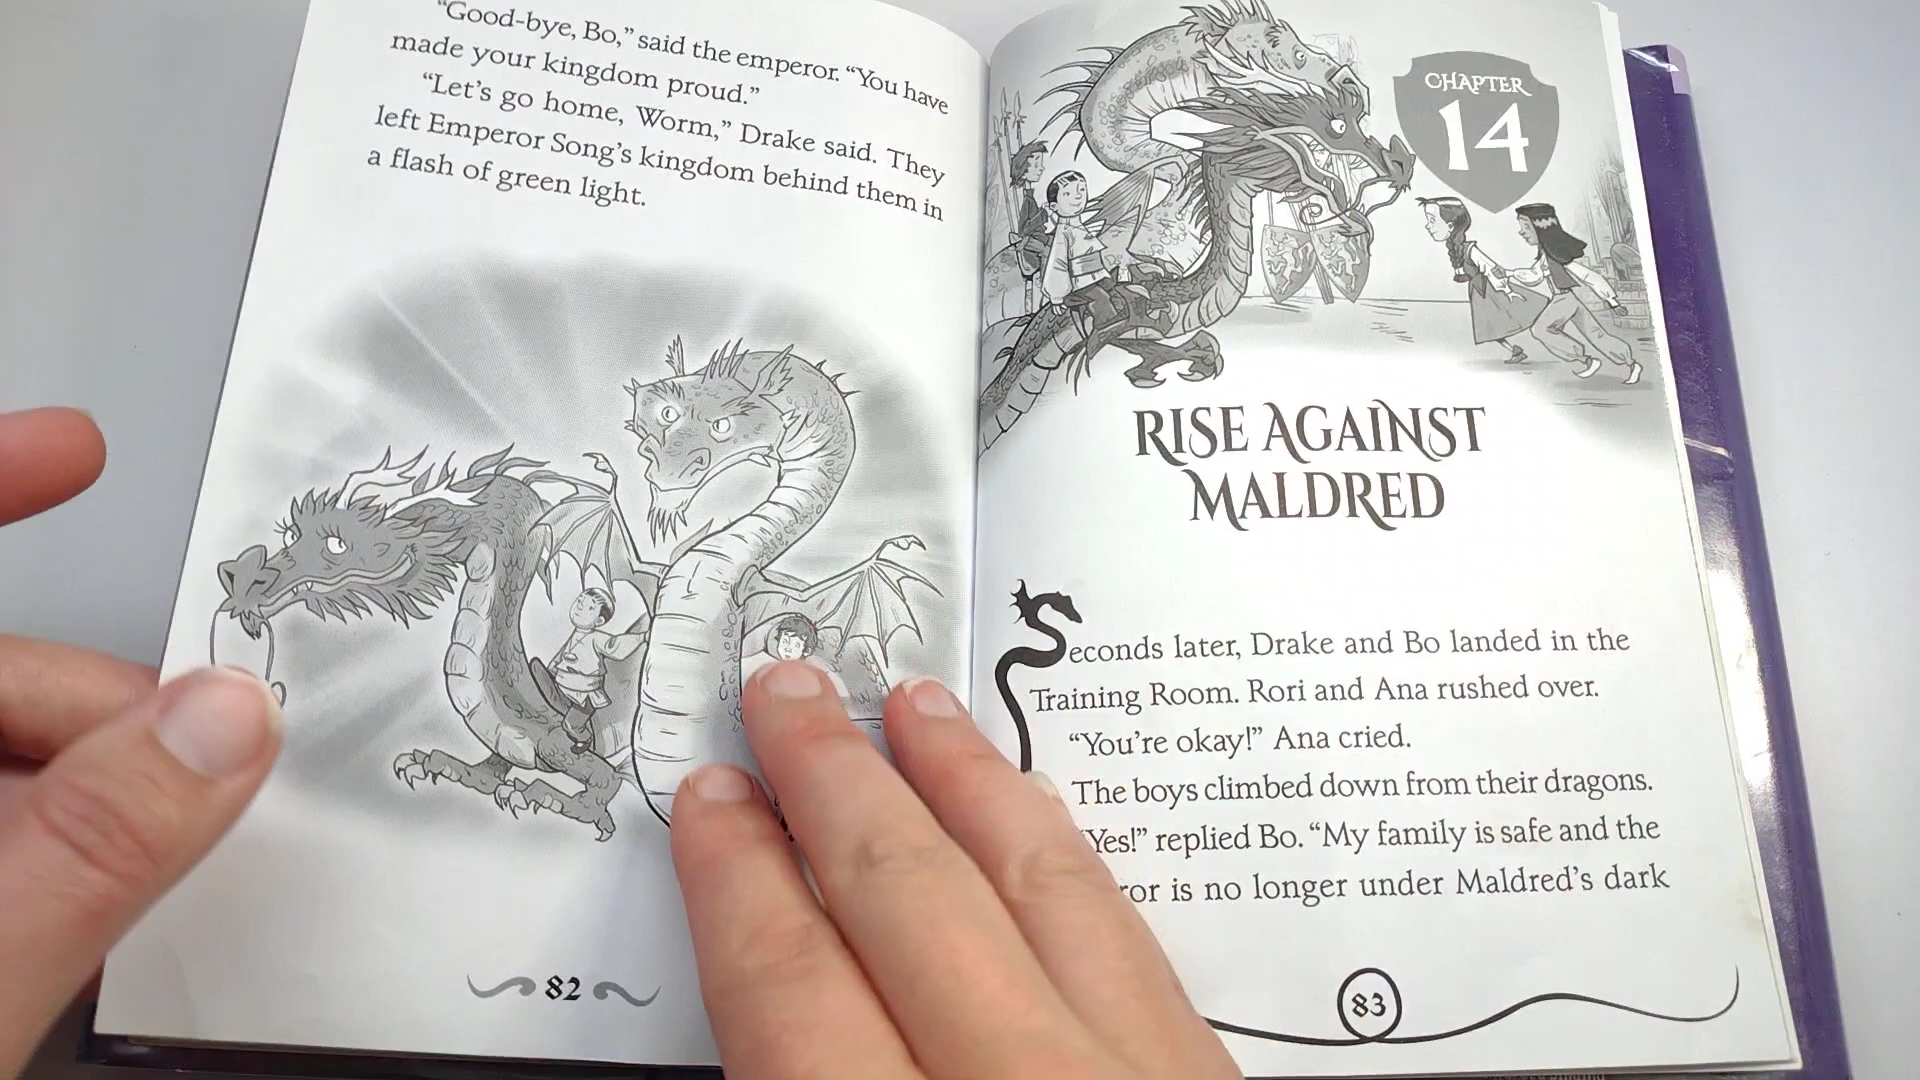 “Good-bye, Bo,” said the emperor. “You have
made your kingdom proud.”
“Let’s go home, Worm,” Drake said. They
left Emperor Song’s kingdom behind them in
a flash of green light.
82
CHAPTER
14
RISE AGAINST
MALDRED
Seconds later, Drake and Bo landed in the
Training Room. Rori and Ana rushed over.
“You’re okay!” Ana cried.
The boys climbed down from their dragons.
“Yes!” replied Bo. “My family is safe and the
is no longer under Maldred’s dark
83